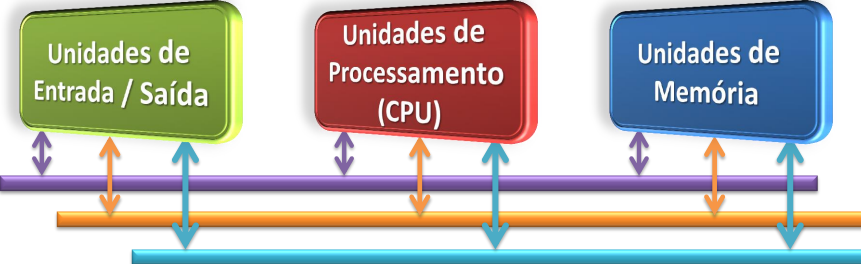 Unidades de
Entrada / Saída
Unidades de
Processamento
(CPU)
Unidades de
Memória